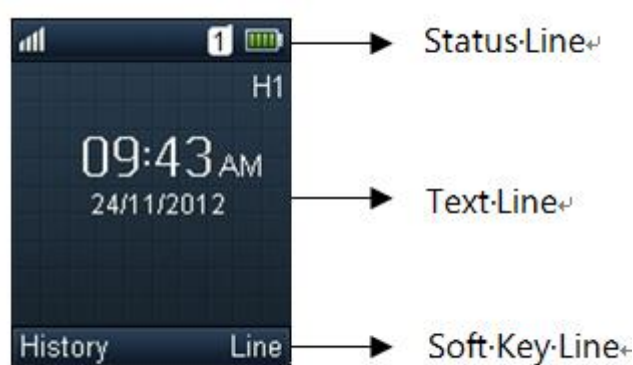 1
Status·Line↵
H1
09:43 AM
24/11/2012
Text·Line↵
History Line
Soft·Key·Line↵